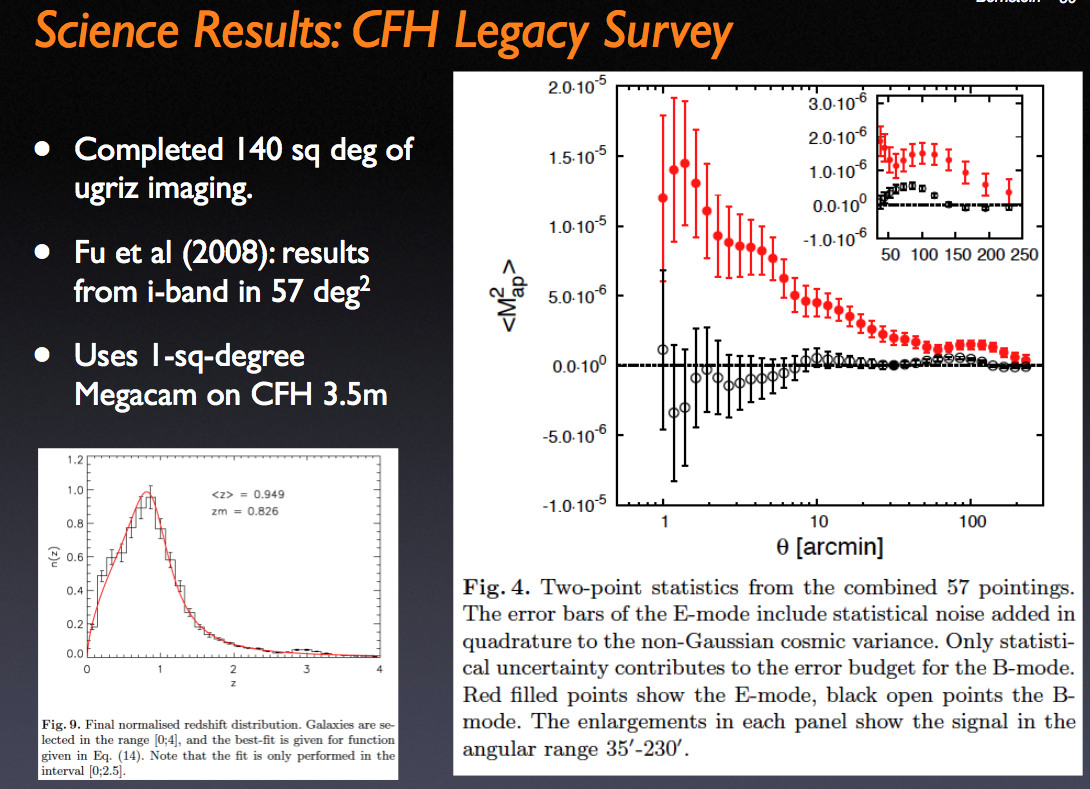 Science Results: CFH Legacy Survey
• Completed 140 sq deg of
ugriz imaging.
• Fu et al (2008): results
from i-band in 57 deg²
• Uses 1-sq-degree
Megacam on CFH 3.5m
1.2
1.0
0.8
0.6
0.4
0.2
0.0
n(z)
<z> = 0.949
zm = 0.826
0 1 2 3 4
z
Fig. 9. Final normalised redshift distribution. Galaxies are se-
lected in the range [0;4], and the best-fit is given for function
given in Eq. (14). Note that the fit is only performed in the
interval [0;2.5].
2.0·10⁻⁵
1.5·10⁻⁵
1.0·10⁻⁵
5.0·10⁻⁶
0.0·10⁰
-5.0·10⁻⁶
-1.0·10⁻⁵
<M²ap>
3.0·10⁻⁶
2.0·10⁻⁶
1.0·10⁻⁶
0.0·10⁰
-1.0·10⁻⁶
50 100 150 200 250
1 10 100
θ [arcmin]
Fig. 4. Two-point statistics from the combined 57 pointings.
The error bars of the E-mode include statistical noise added in
quadrature to the non-Gaussian cosmic variance. Only statisti-
cal uncertainty contributes to the error budget for the B-mode.
Red filled points show the E-mode, black open points the B-
mode. The enlargements in each panel show the signal in the
angular range 35′-230′.